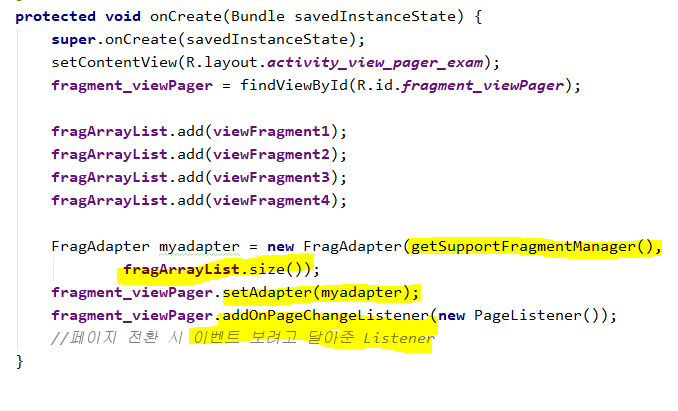 protected void onCreate(Bundle savedInstanceState) {
super.onCreate(savedInstanceState);
setContentView(R.layout.activity_view_pager_exam);
fragment_viewPager = findViewById(R.id.fragment_viewPager);
fragArrayList.add(viewFragment1);
fragArrayList.add(viewFragment2);
fragArrayList.add(viewFragment3);
fragArrayList.add(viewFragment4);
FragAdapter myadapter = new FragAdapter(getSupportFragmentManager(),
fragArrayList.size());
fragment_viewPager.setAdapter(myadapter);
fragment_viewPager.addOnPageChangeListener(new PageListener());
//페이지 전환 시 이벤트 보려고 달아준 Listener
}